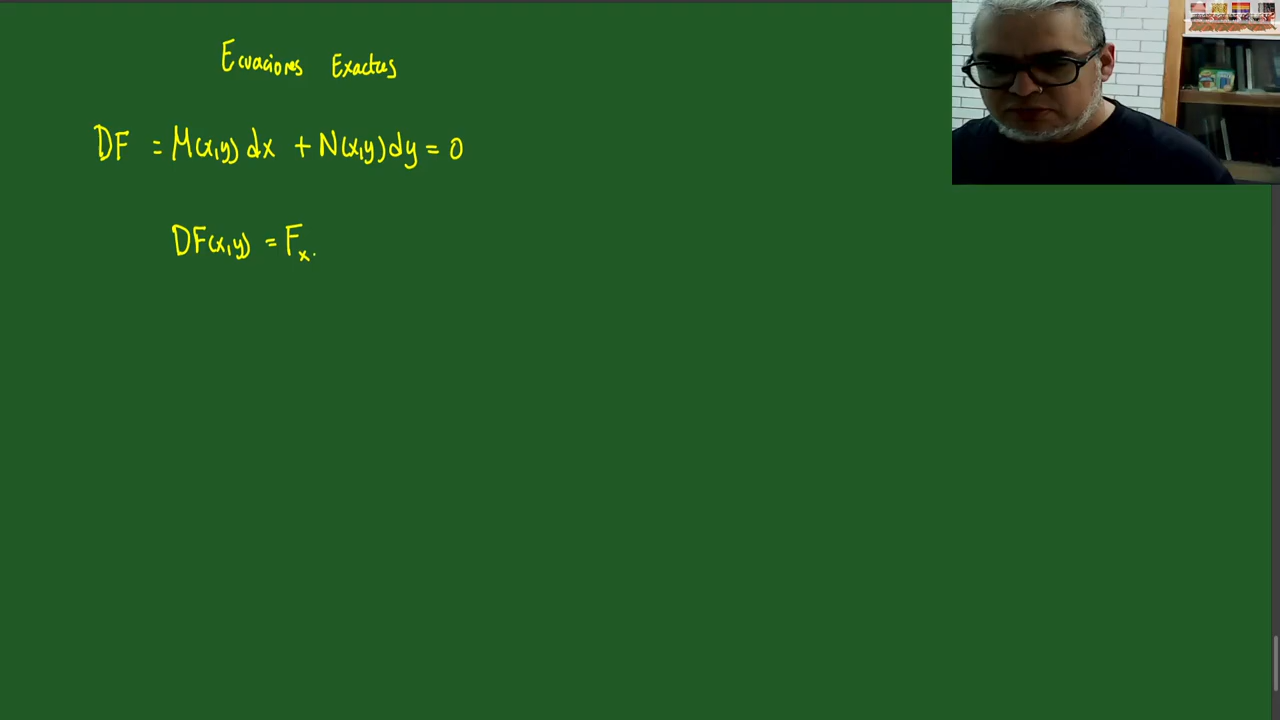 Ecuaciones Exactas
DF = M(x,y) dx + N(x,y) dy = 0
DF(x,y) = Fx.